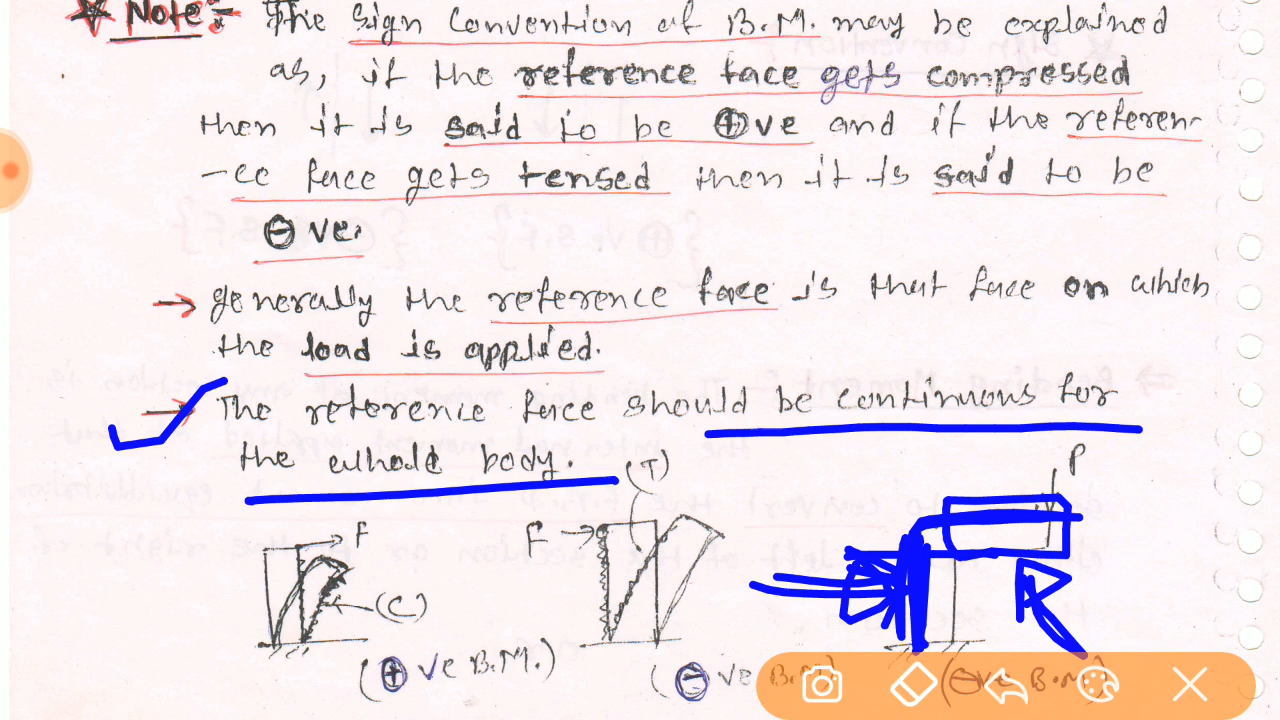 Note:- The sign convention of B.M. may be explained
as, if the reference face gets compressed
then it is said to be ⊕ve and if the referen-
-ce face gets tensed then it is said to be
⊖ve.
→ generally the reference face is that face on which
the load is applied.
→ The reference face should be continuous for
the whole body.
(T)
P
F
F
(C)
(⊕ve B.M.)
(⊖ve B.M)
(⊖ve B.M)